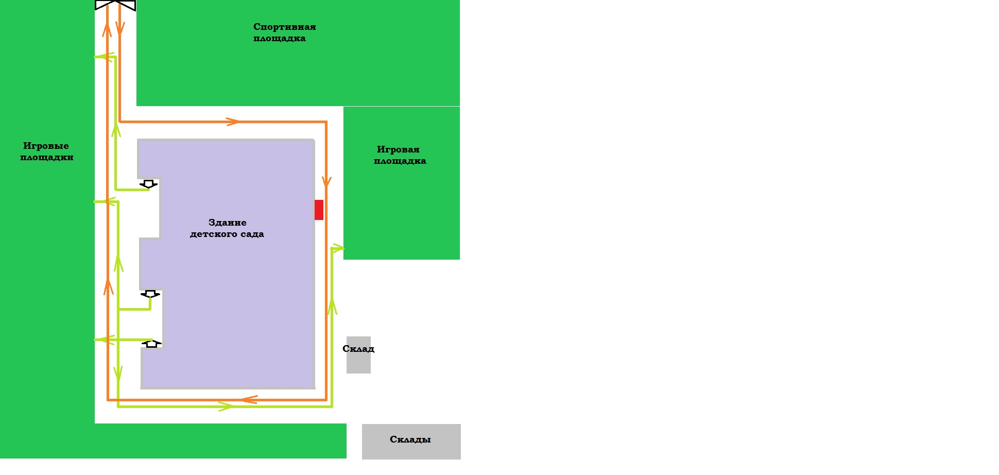 Спортивная
площадка
Игровые
площадки
Игровая
площадка
Здание
детского сада
Склад
Склады